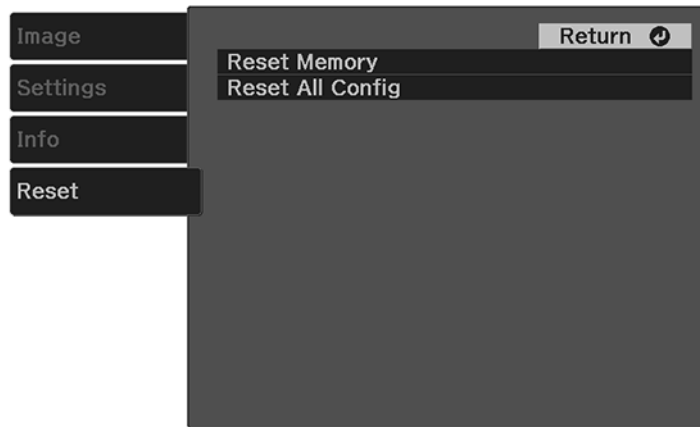 Image
Settings
Info
Reset
Return
Reset Memory
Reset All Config